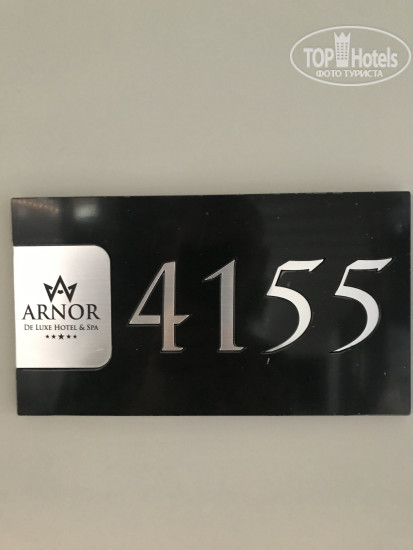 TOP Hotels
ФОТО ТУРИСТА
ARNOR
DE LUXE HOTEL & SPA
★★★★★
4155